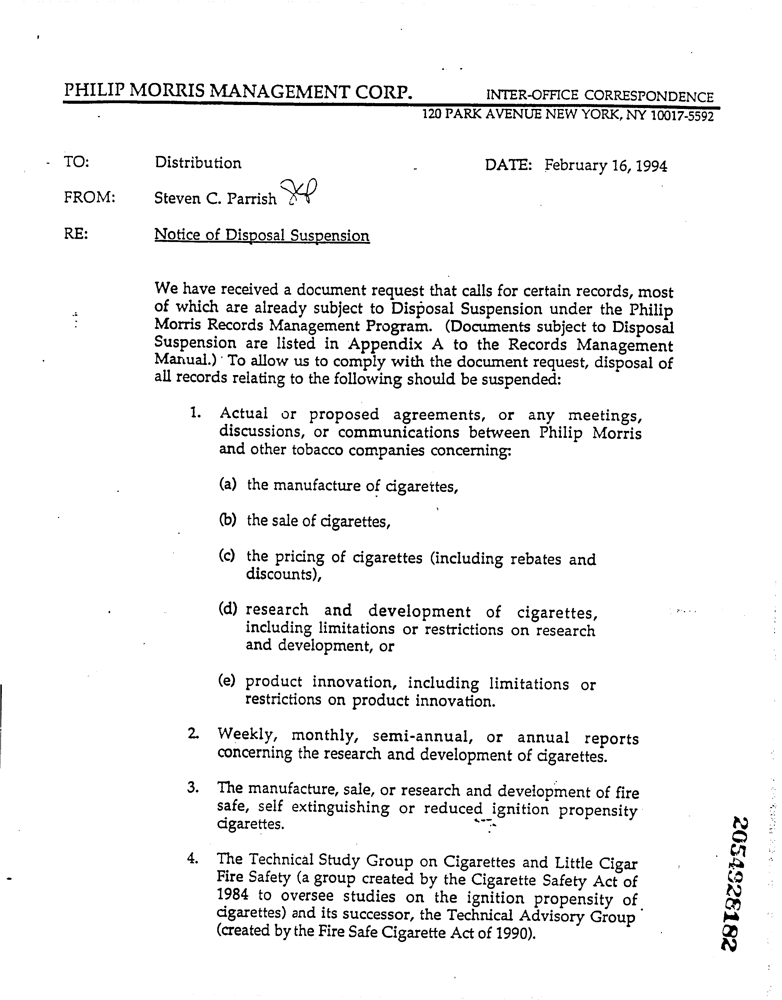 PHILIP MORRIS MANAGEMENT CORP. INTER-OFFICE CORRESPONDENCE
120 PARK AVENUE NEW YORK, NY 10017-5592
TO: Distribution DATE: February 16, 1994
FROM: Steven C. Parrish
RE: Notice of Disposal Suspension
We have received a document request that calls for certain records, most
of which are already subject to Disposal Suspension under the Philip
Morris Records Management Program. (Documents subject to Disposal
Suspension are listed in Appendix A to the Records Management
Manual.) To allow us to comply with the document request, disposal of
all records relating to the following should be suspended:
1. Actual or proposed agreements, or any meetings,
discussions, or communications between Philip Morris
and other tobacco companies concerning:
(a) the manufacture of cigarettes,
(b) the sale of cigarettes,
(c) the pricing of cigarettes (including rebates and
discounts),
(d) research and development of cigarettes,
including limitations or restrictions on research
and development, or
(e) product innovation, including limitations or
restrictions on product innovation.
2. Weekly, monthly, semi-annual, or annual reports
concerning the research and development of cigarettes.
3. The manufacture, sale, or research and development of fire
safe, self extinguishing or reduced ignition propensity
cigarettes.
4. The Technical Study Group on Cigarettes and Little Cigar
Fire Safety (a group created by the Cigarette Safety Act of
1984 to oversee studies on the ignition propensity of
cigarettes) and its successor, the Technical Advisory Group
(created by the Fire Safe Cigarette Act of 1990).
2054928182